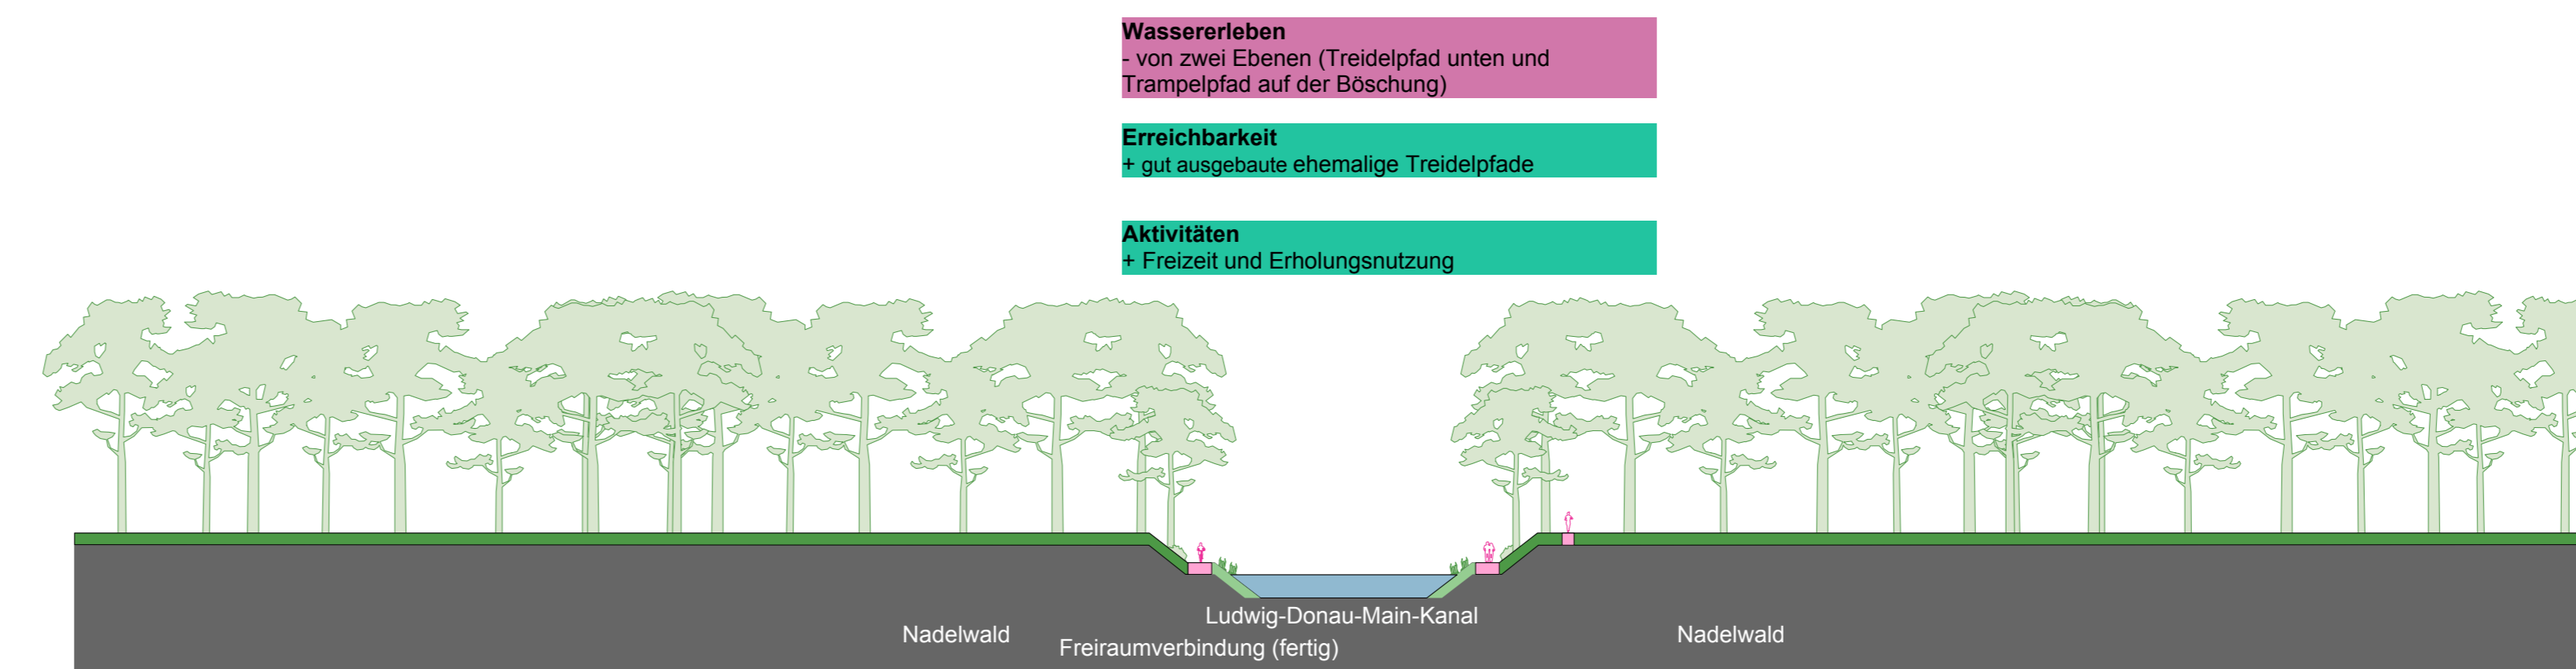 Wassererleben
- von zwei Ebenen (Treidelpfad unten und
Trampelpfad auf der Böschung)
Erreichbarkeit
+ gut ausgebaute ehemalige Treidelpfade
Aktivitäten
+ Freizeit und Erholungsnutzung
Ludwig-Donau-Main-Kanal
Nadelwald
Nadelwald
Freiraumverbindung (fertig)